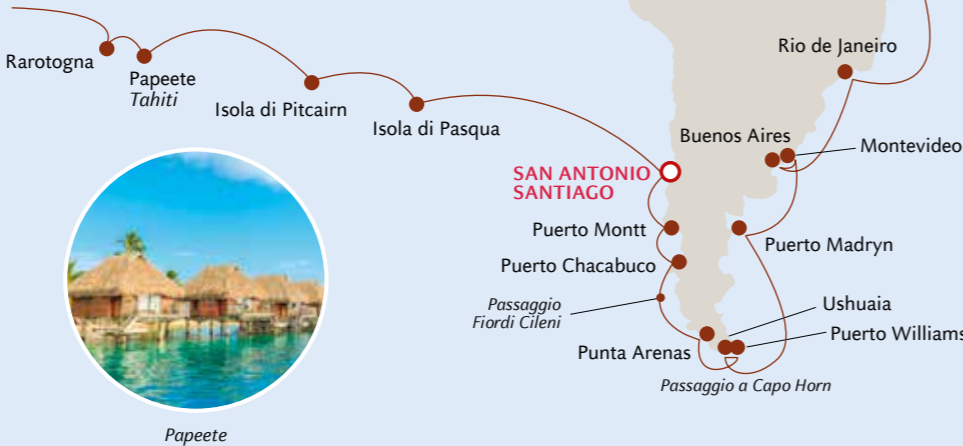 Rarotogna
Papeete
Tahiti
Isola di Pitcairn
Isola di Pasqua
Rio de Janeiro
Buenos Aires
Montevideo
SAN ANTONIO
SANTIAGO
Puerto Montt
Puerto Madryn
Puerto Chacabuco
Passaggio
Fiordi Cileni
Ushuaia
Puerto Williams
Punta Arenas
Passaggio a Capo Horn
Papeete